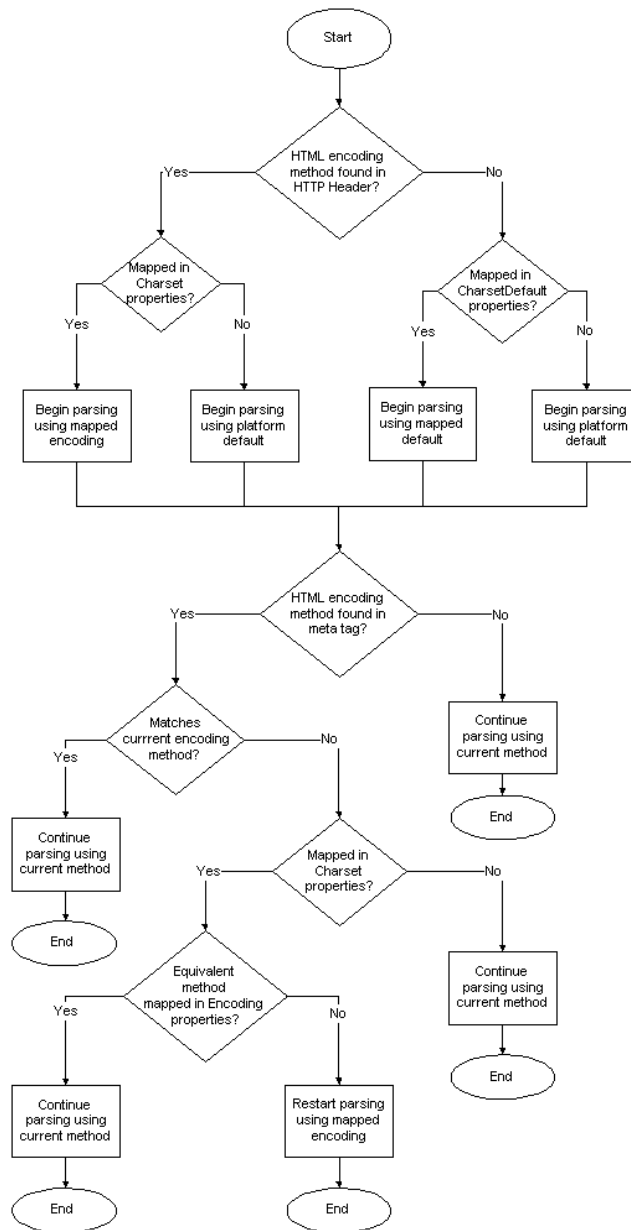 Start
HTML encoding
method found in
HTTP Header?
Yes
No
Mapped in
Charset
properties?
Mapped in
CharsetDefault
properties?
Yes
No
Yes
No
Begin parsing
using mapped
encoding
Begin parsing
using platform
default
Begin parsing
using mapped
default
Begin parsing
using platform
default
HTML encoding
method found in
meta tag?
Yes
No
Matches
currrent encoding
method?
Yes
No
Continue
parsing using
current method
End
Continue
parsing using
current method
End
Mapped in
Charset
properties?
Yes
No
Continue
parsing using
current method
End
Equivalent
method
mapped in Encoding
properties?
Yes
No
Continue
parsing using
current method
End
Restart parsing
using mapped
encoding
End